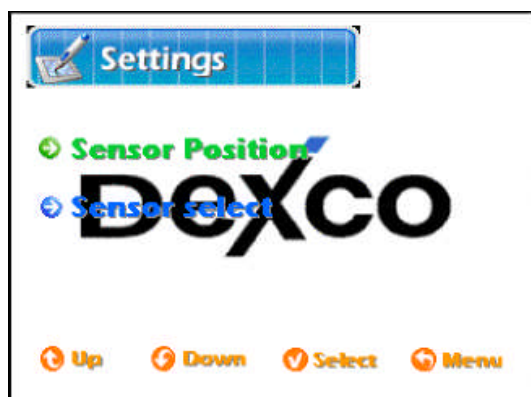 Settings
Sensor Position
Sensor select
Dexco
Up Down Select Menu